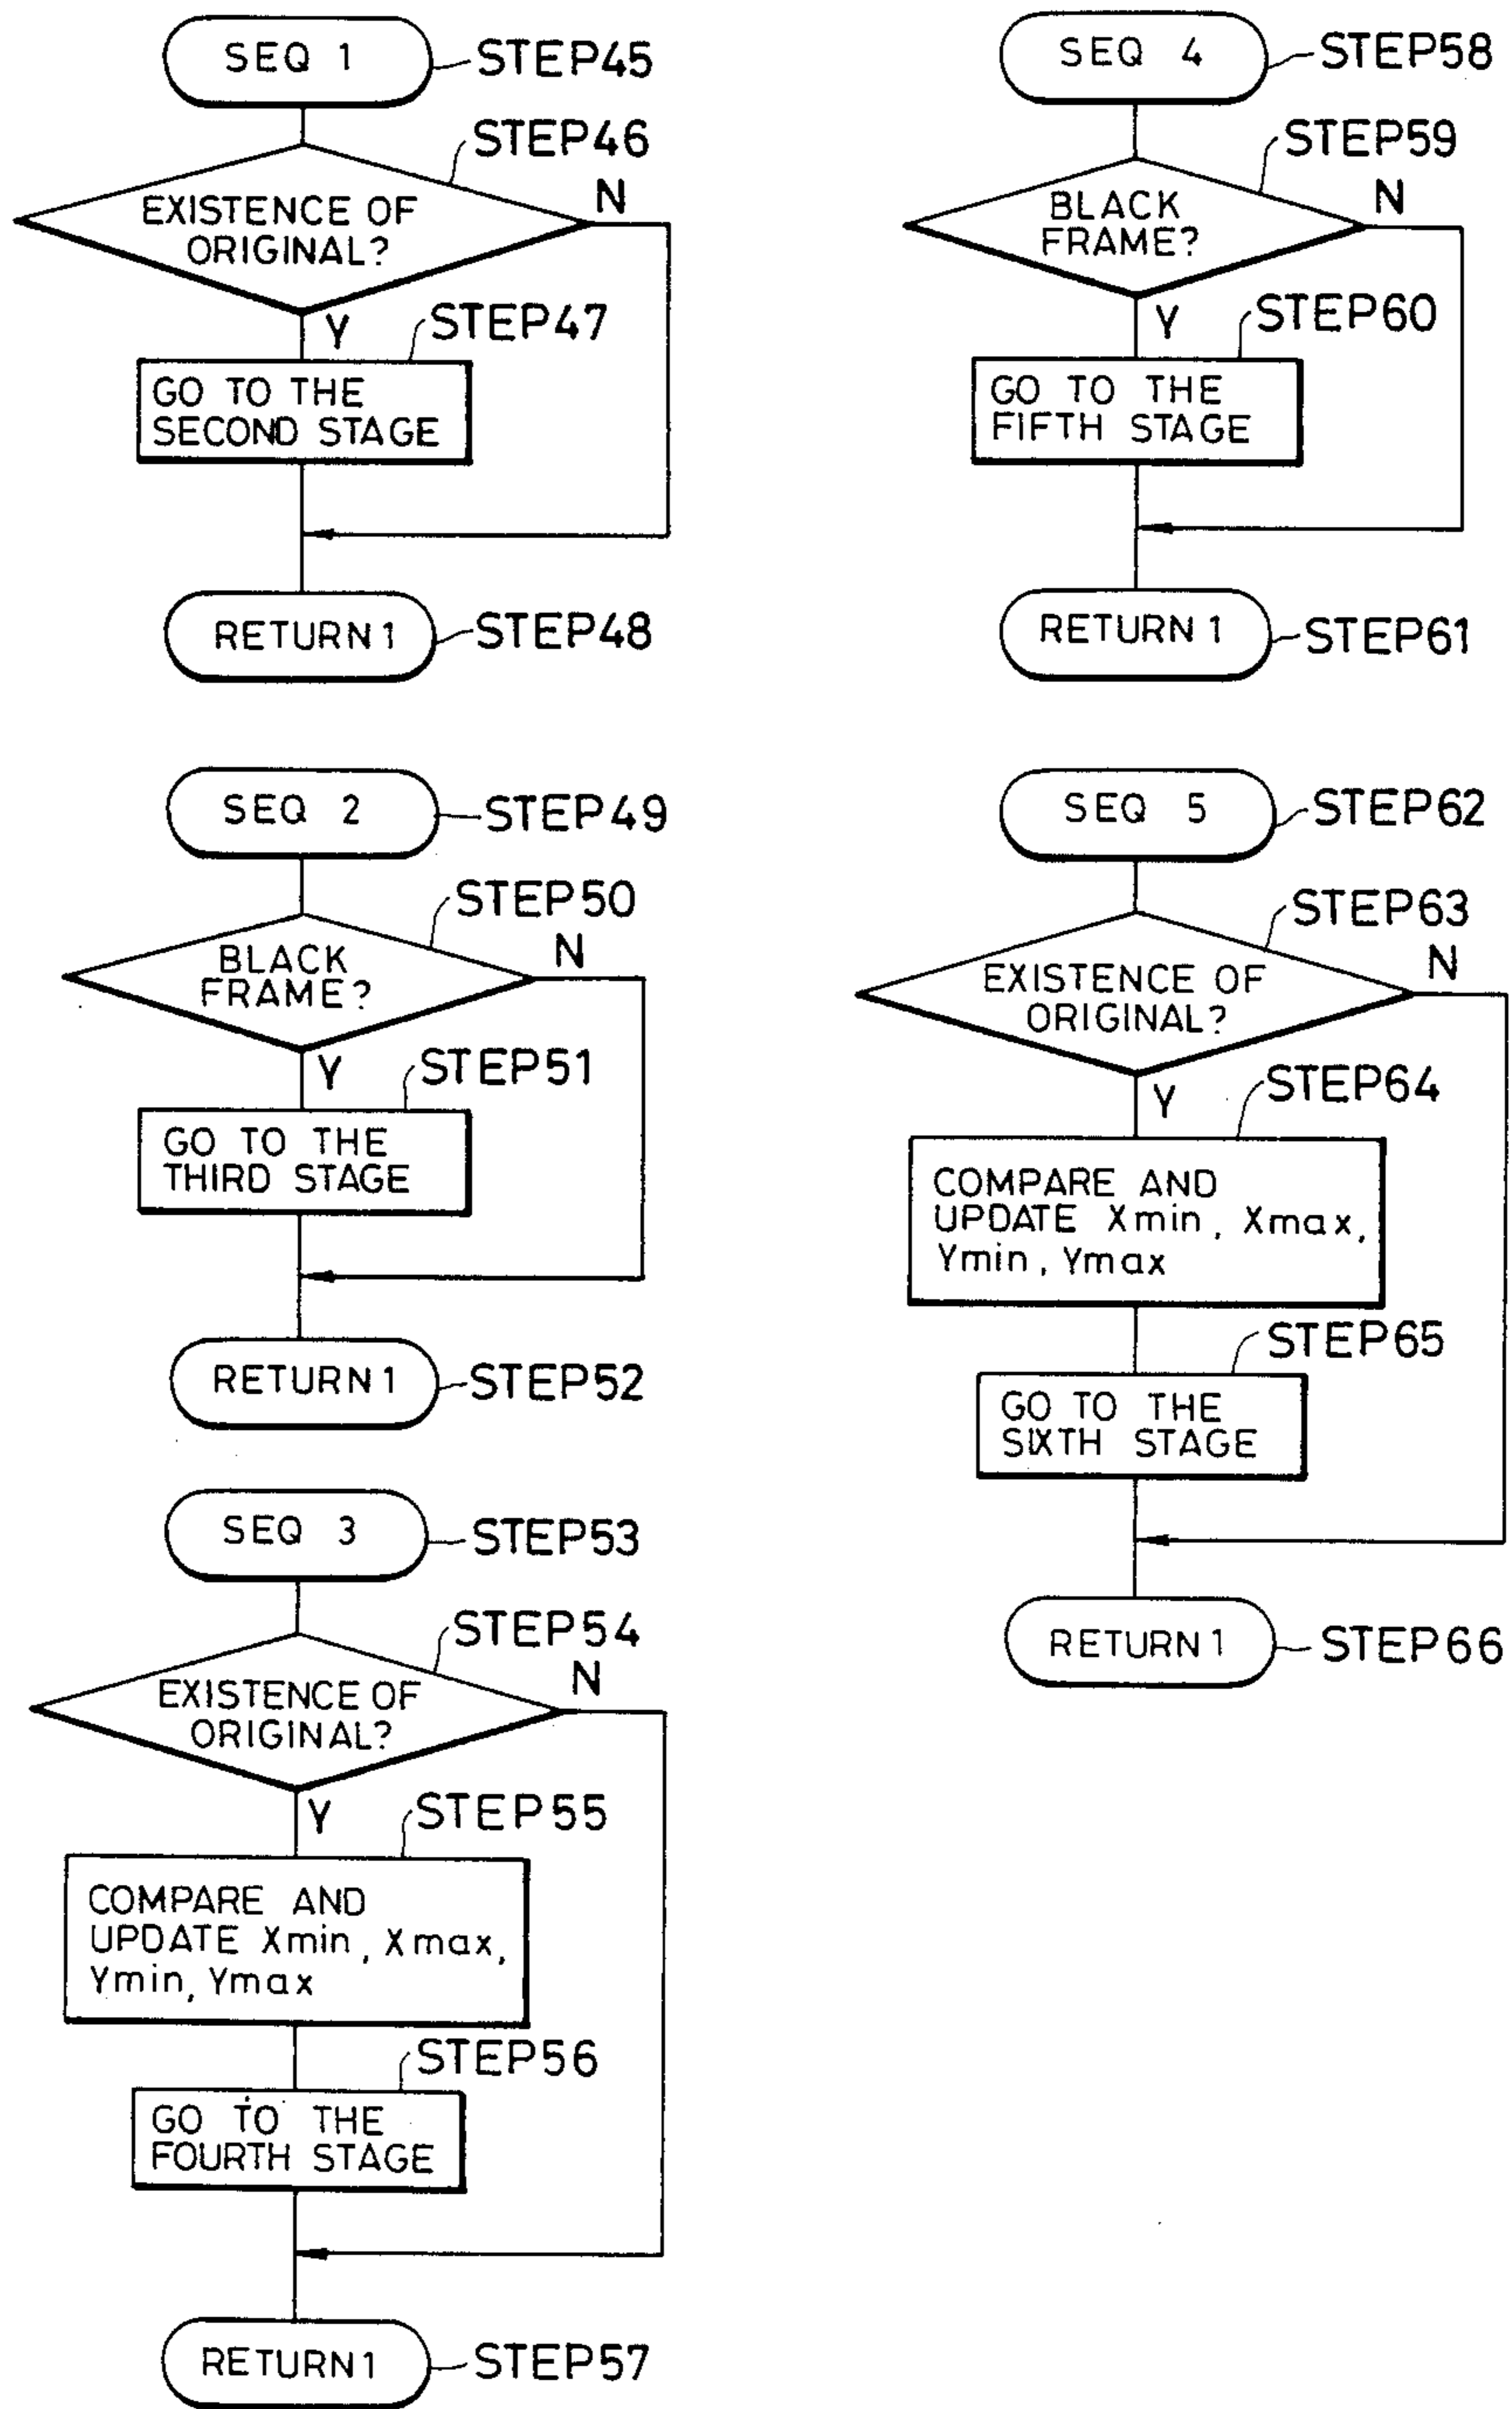 SEQ 1
STEP45
STEP46
EXISTENCE OF
ORIGINAL?
N
Y
STEP47
GO TO THE
SECOND STAGE
RETURN 1
STEP48
SEQ 2
STEP49
STEP50
BLACK
FRAME?
N
Y
STEP51
GO TO THE
THIRD STAGE
RETURN 1
STEP52
SEQ 3
STEP53
STEP54
EXISTENCE OF
ORIGINAL?
N
Y
STEP55
COMPARE AND
UPDATE Xmin, Xmax,
Ymin, Ymax
STEP56
GO TO THE
FOURTH STAGE
RETURN 1
STEP57
SEQ 4
STEP58
STEP59
BLACK
FRAME?
N
Y
STEP60
GO TO THE
FIFTH STAGE
RETURN 1
STEP61
SEQ 5
STEP62
STEP63
EXISTENCE OF
ORIGINAL?
N
Y
STEP64
COMPARE AND
UPDATE Xmin, Xmax,
Ymin, Ymax
STEP65
GO TO THE
SIXTH STAGE
RETURN 1
STEP66